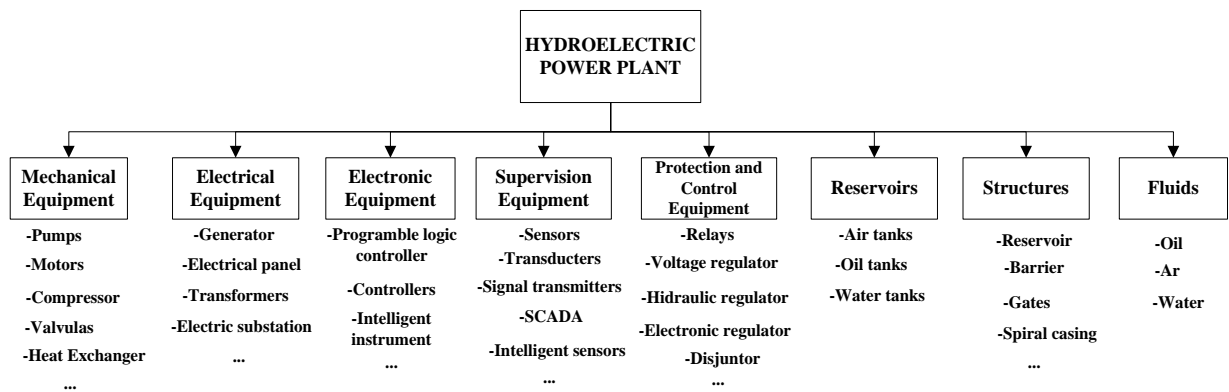 HYDROELECTRIC
POWER PLANT
Mechanical
Equipment
-Pumps
-Motors
-Compressor
-Valvulas
-Heat Exchanger
...
Electrical
Equipment
-Generator
-Electrical panel
-Transformers
-Electric substation
...
Electronic
Equipment
-Programble logic
controller
-Controllers
-Intelligent
instrument
...
Supervision
Equipment
-Sensors
-Transducters
-Signal transmitters
-SCADA
-Intelligent sensors
...
Protection and
Control
Equipment
-Relays
-Voltage regulator
-Hidraulic regulator
-Electronic regulator
-Disjuntor
...
Reservoirs
-Air tanks
-Oil tanks
-Water tanks
Structures
-Reservoir
-Barrier
-Gates
-Spiral casing
...
Fluids
-Oil
-Ar
-Water